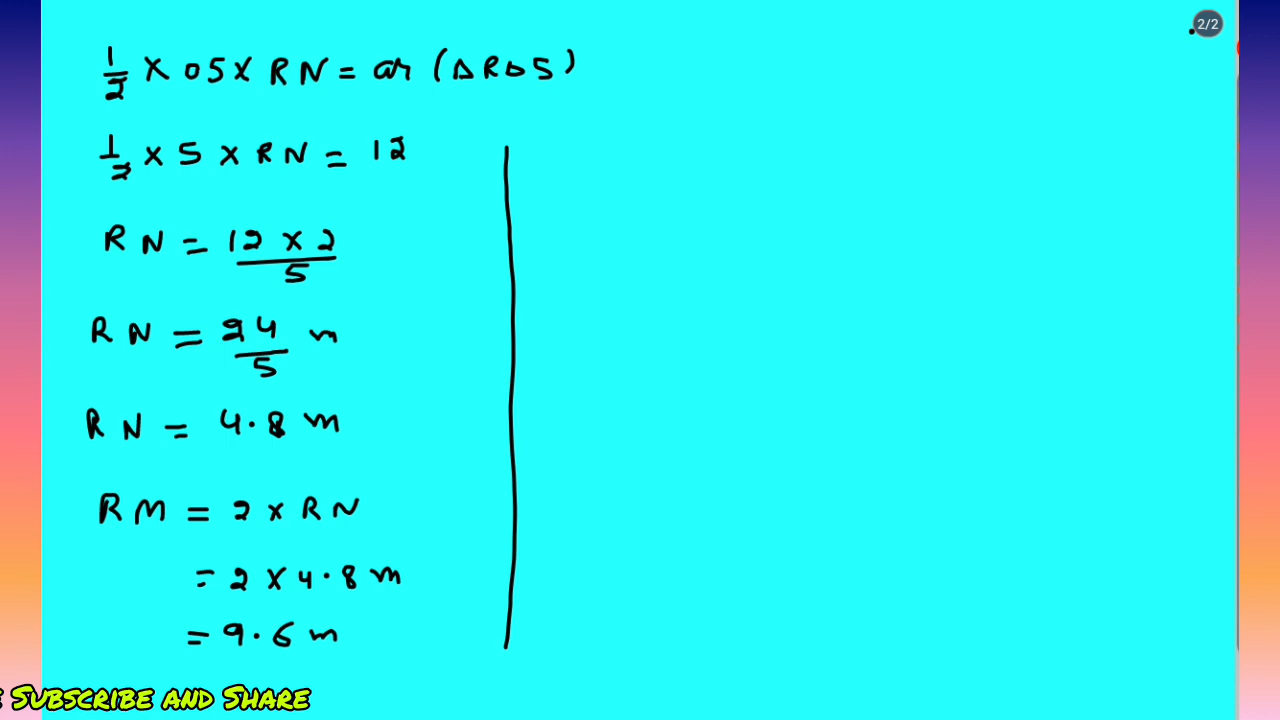 2/2
1/2 × OS × RN = ar (△ROS)
1/2 × 5 × RN = 12
RN = 12 × 2 / 5
RN = 24/5 m
RN = 4.8 m
RM = 2 × RN
= 2 × 4.8 m
= 9.6 m
Subscribe and Share